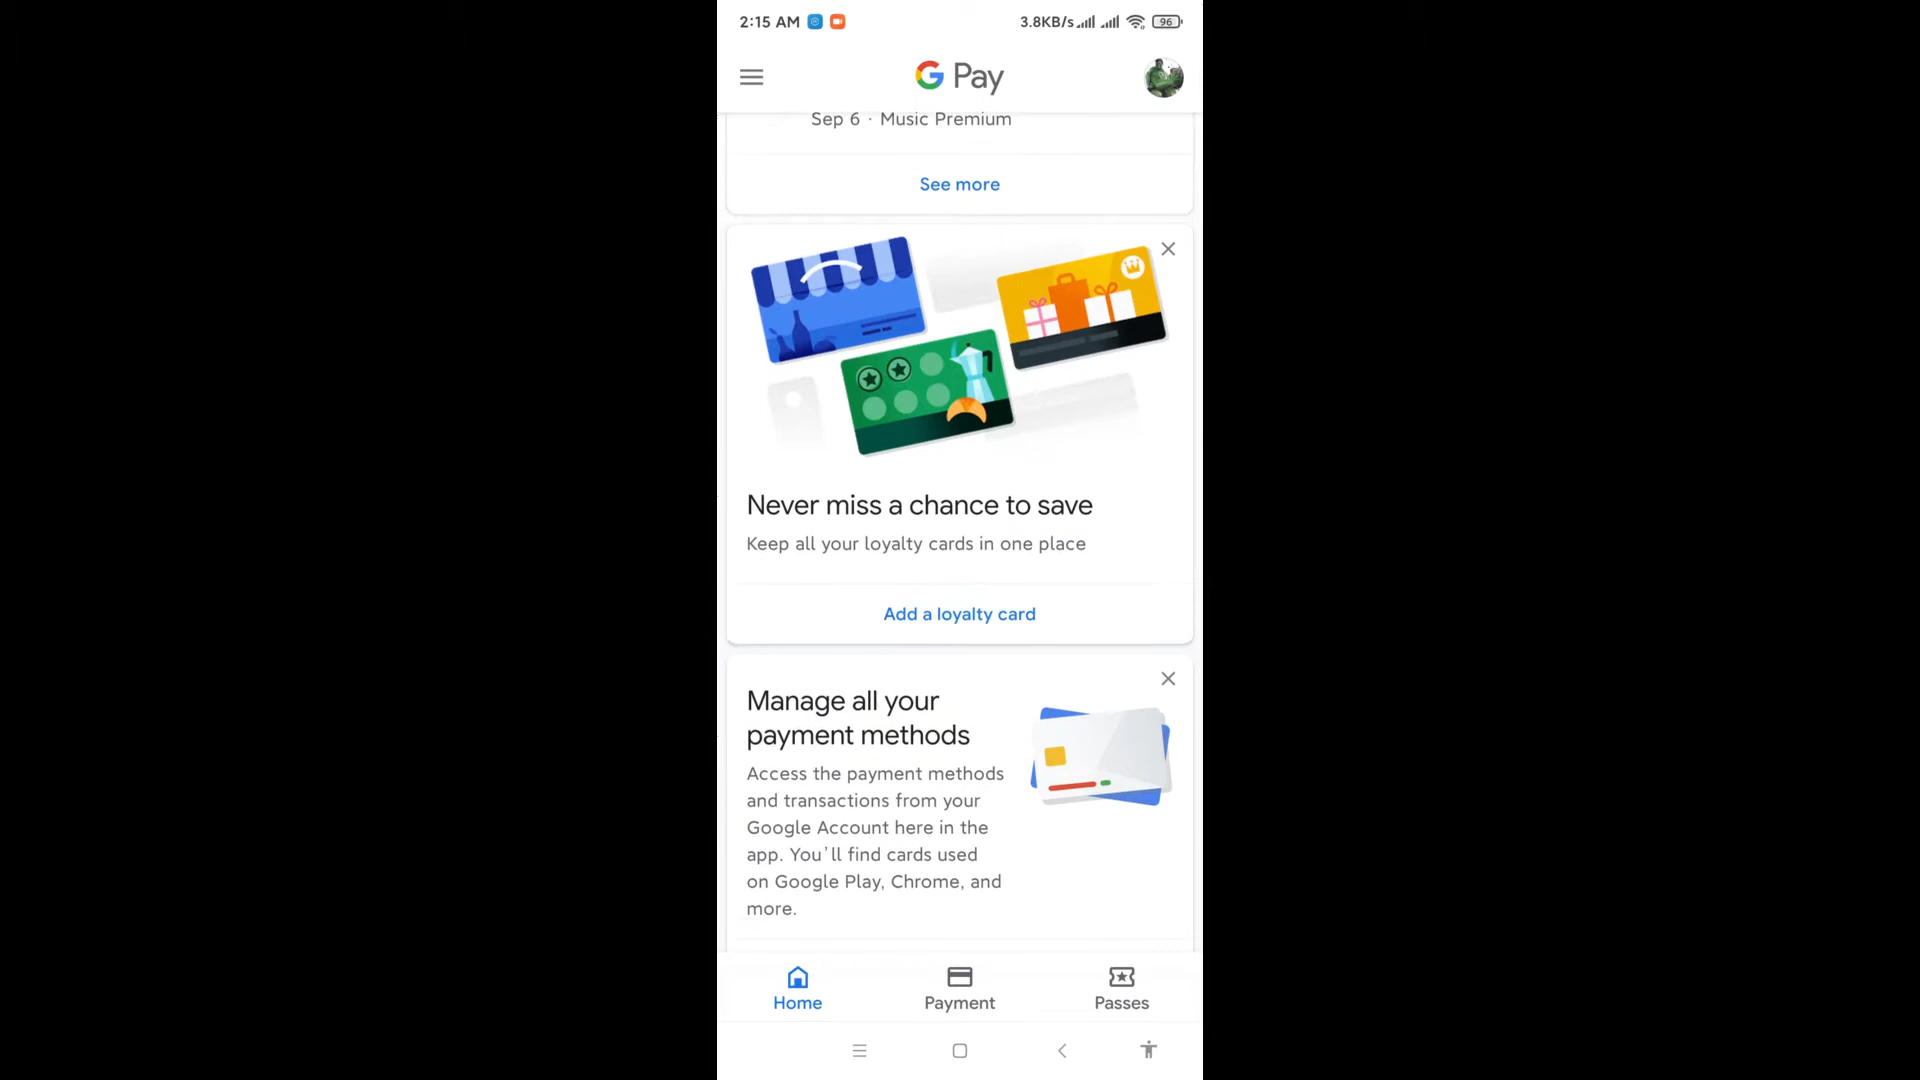 2:15 AM 3.8KB/s 96
G Pay
Sep 6 · Music Premium
See more
Never miss a chance to save
Keep all your loyalty cards in one place
Add a loyalty card
Manage all your
payment methods
Access the payment methods
and transactions from your
Google Account here in the
app. You'll find cards used
on Google Play, Chrome, and
more.
Home Payment Passes